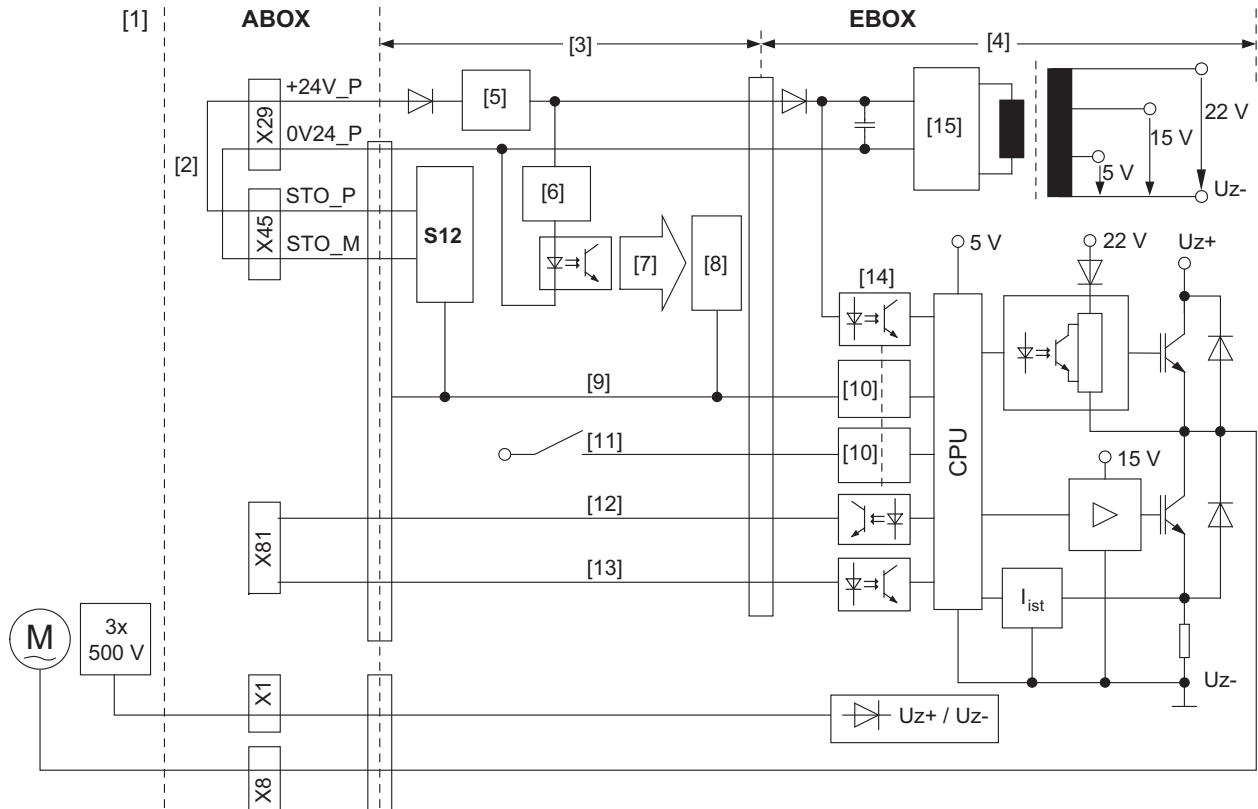 [1] ABOX EBOX
[3] [4]
+24V_P
X29
[5]
[15]
22 V
15 V
0V24_P
[2]
5 V
Uz-
[6]
STO_P
S12
X45
STO_M
[7]
[8]
5 V
22 V
Uz+
[14]
[9]
[10]
[11]
[10]
CPU
15 V
[12]
X81
[13]
I ist
M
3x
500 V
X1
Uz-
Uz+ / Uz-
X8